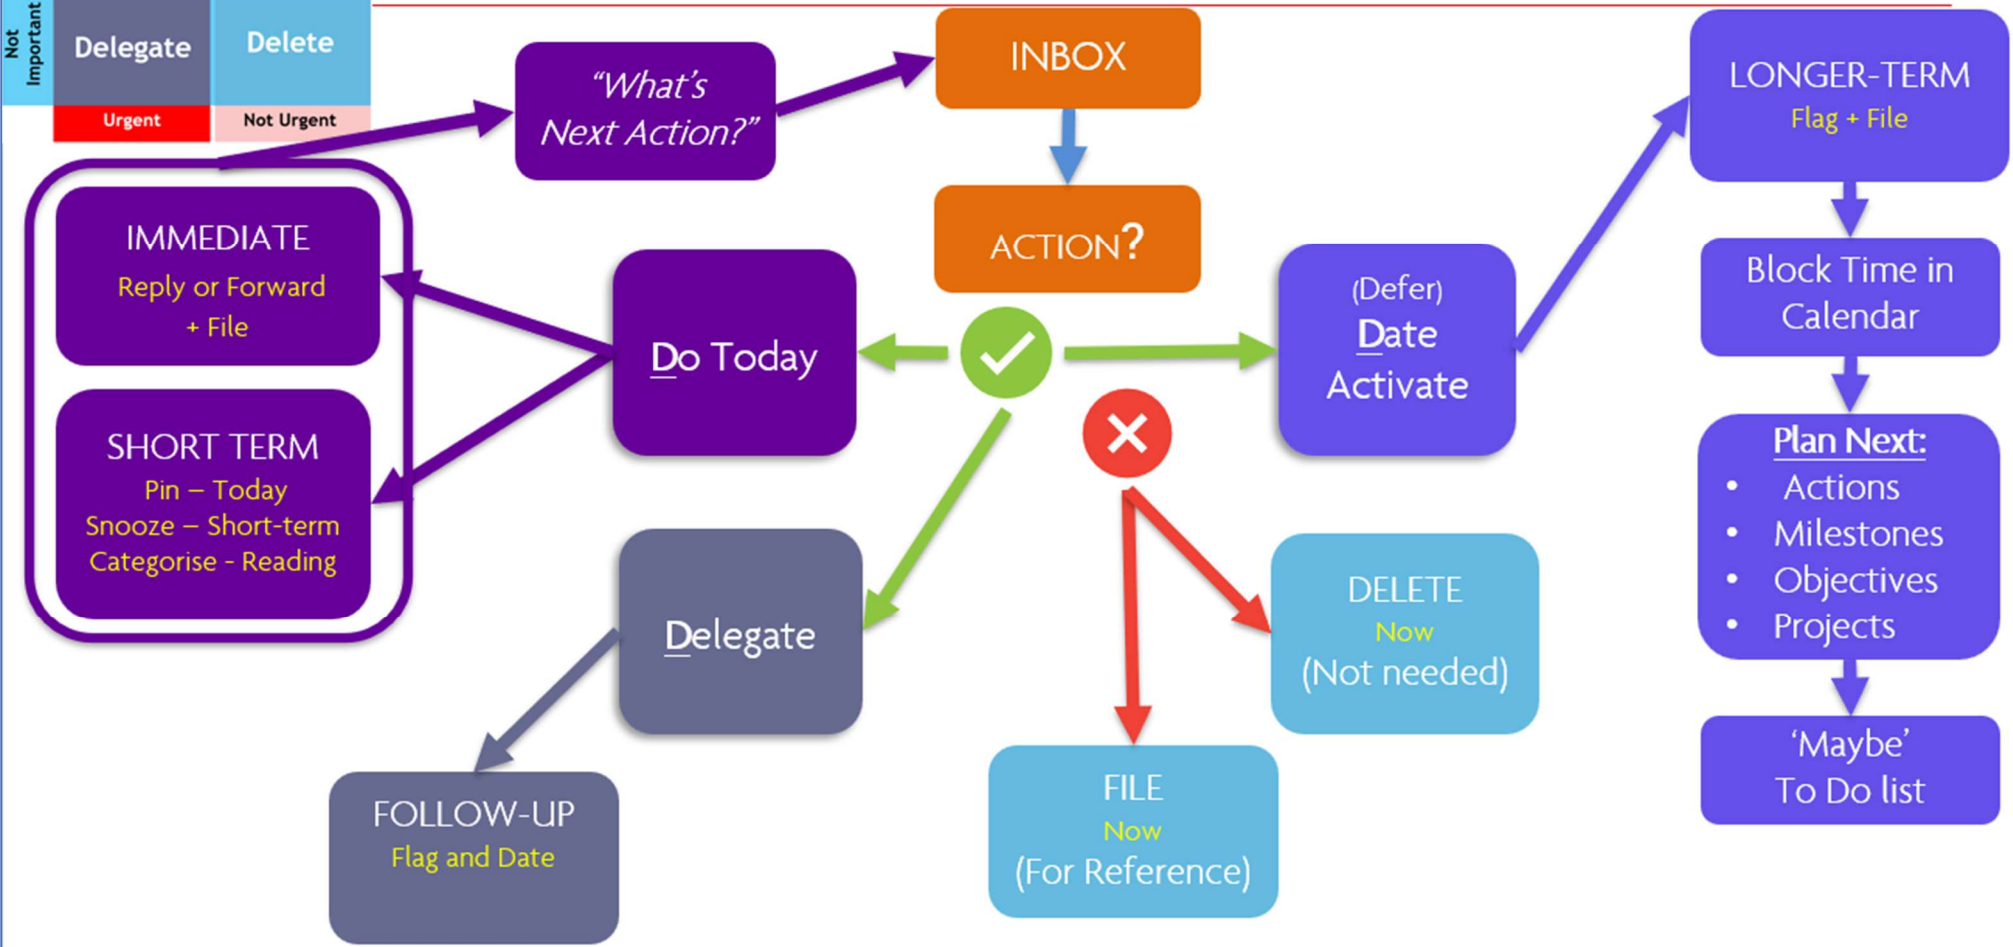 Not
Important
Delegate
Delete
Urgent
Not Urgent
“What’s
Next Action?”
INBOX
ACTION?
LONGER-TERM
Flag + File
Block Time in
Calendar
Plan Next:
• Actions
• Milestones
• Objectives
• Projects
‘Maybe’
To Do list
IMMEDIATE
Reply or Forward
+ File
SHORT TERM
Pin – Today
Snooze – Short-term
Categorise - Reading
Do Today
(Defer)
Date
Activate
Delegate
FOLLOW-UP
Flag and Date
DELETE
Now
(Not needed)
FILE
Now
(For Reference)